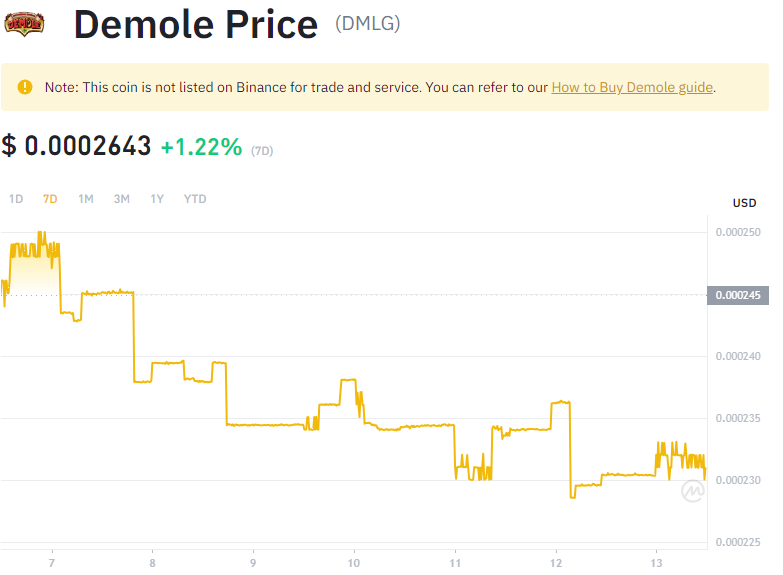 DEMOLE
Demole Price (DMLG)
Note: This coin is not listed on Binance for trade and service. You can refer to our How to Buy Demole guide.
$ 0.0002643 +1.22% (7D)
1D 7D 1M 3M 1Y YTD
USD
0.000250
0.000245
0.000240
0.000235
0.000230
0.000225
7 8 9 10 11 12 13